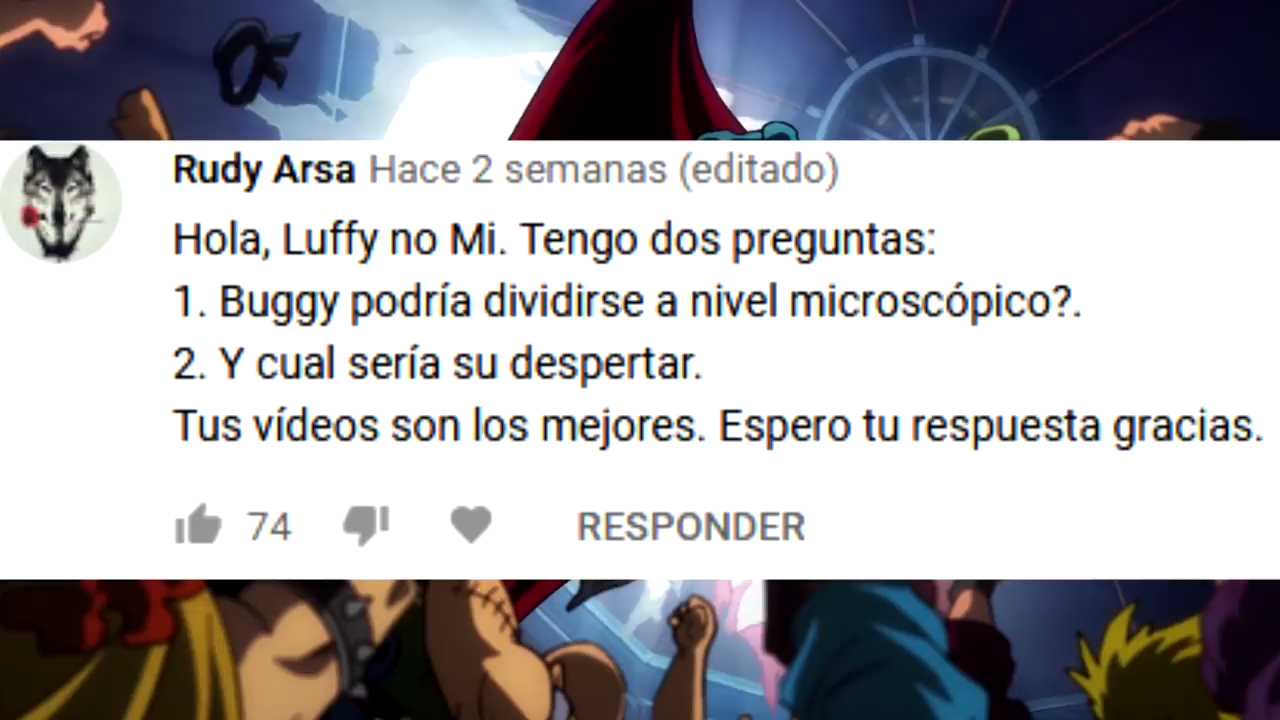 Rudy Arsa Hace 2 semanas (editado)
Hola, Luffy no Mi. Tengo dos preguntas:
1. Buggy podría dividirse a nivel microscópico?.
2. Y cual sería su despertar.
Tus vídeos son los mejores. Espero tu respuesta gracias.
74 RESPONDER